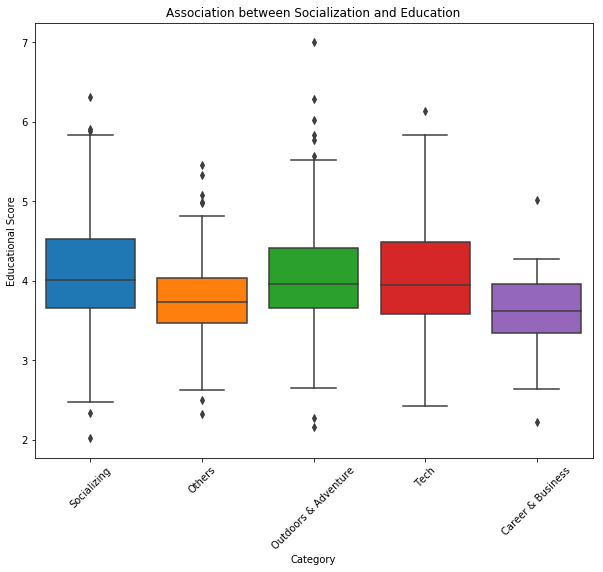 Association between Socialization and Education
Educational Score
7
6
5
4
3
2
Socializing
Others
Outdoors & Adventure
Tech
Career & Business
Category